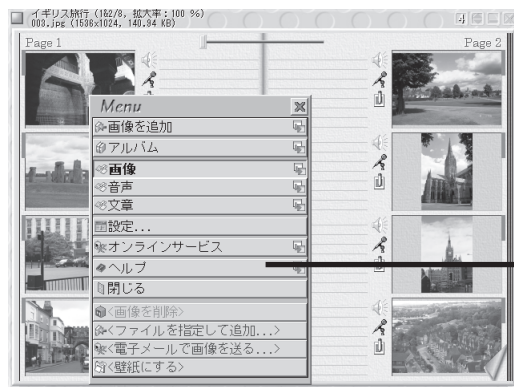 イギリス旅行 (1&2/8, 拡大率:100 %)
003.jpg (1536x1024, 140.94 KB)
Page 1
Page 2
Menu
画像を追加
アルバム
画像
音声
文章
設定...
オンラインサービス
ヘルプ
閉じる
<画像を削除>
<ファイルを指定して追加...>
<電子メールで画像を送る...>
<壁紙にする>